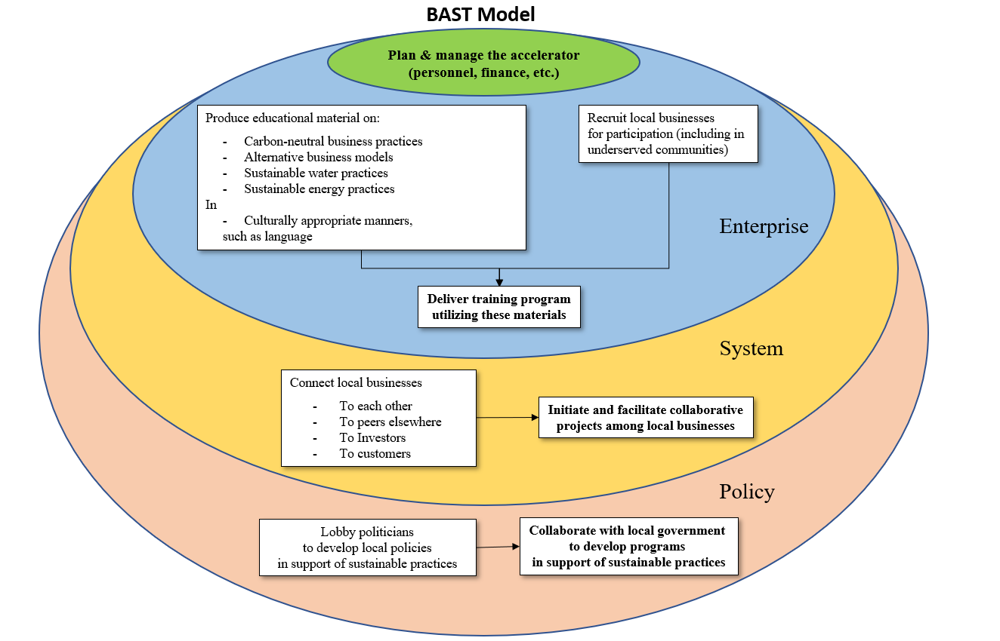 BAST Model
Plan & manage the accelerator
(personnel, finance, etc.)
Produce educational material on:
- Carbon-neutral business practices
- Alternative business models
- Sustainable water practices
- Sustainable energy practices
In
- Culturally appropriate manners,
such as language
Recruit local businesses
for participation (including in
underserved communities)
Enterprise
Deliver training program
utilizing these materials
System
Connect local businesses
- To each other
- To peers elsewhere
- To Investors
- To customers
Initiate and facilitate collaborative
projects among local businesses
Policy
Lobby politicians
to develop local policies
in support of sustainable practices
Collaborate with local government
to develop programs
in support of sustainable practices